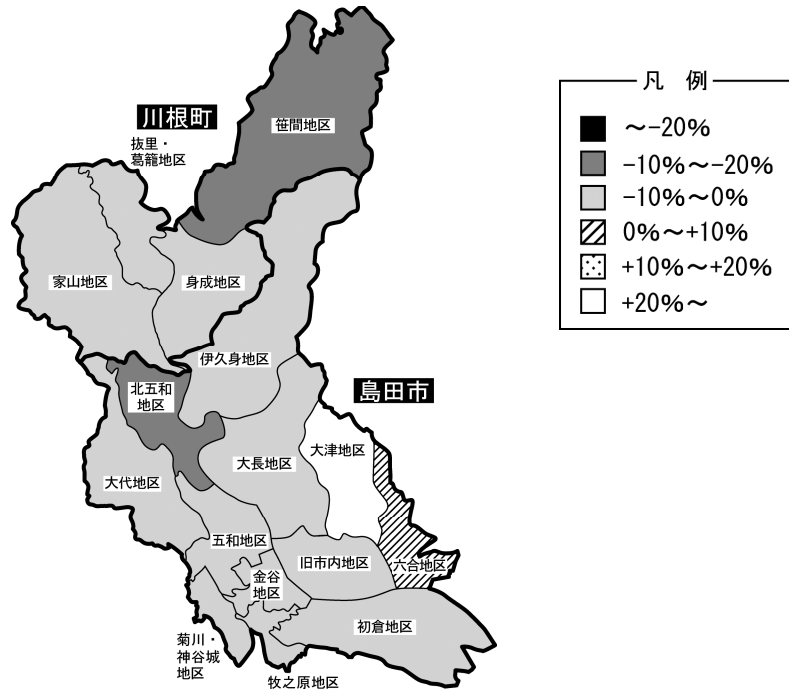 凡 例
～-20%
-10%～-20%
-10%～0%
0%～+10%
+10%～+20%
+20%～
川根町
笹間地区
抜里・
葛籠地区
家山地区
身成地区
伊久身地区
北五和
地区
島田市
大津地区
大長地区
大代地区
五和地区
旧市内地区
六合地区
金谷
地区
初倉地区
菊川・
神谷城
地区
牧之原地区